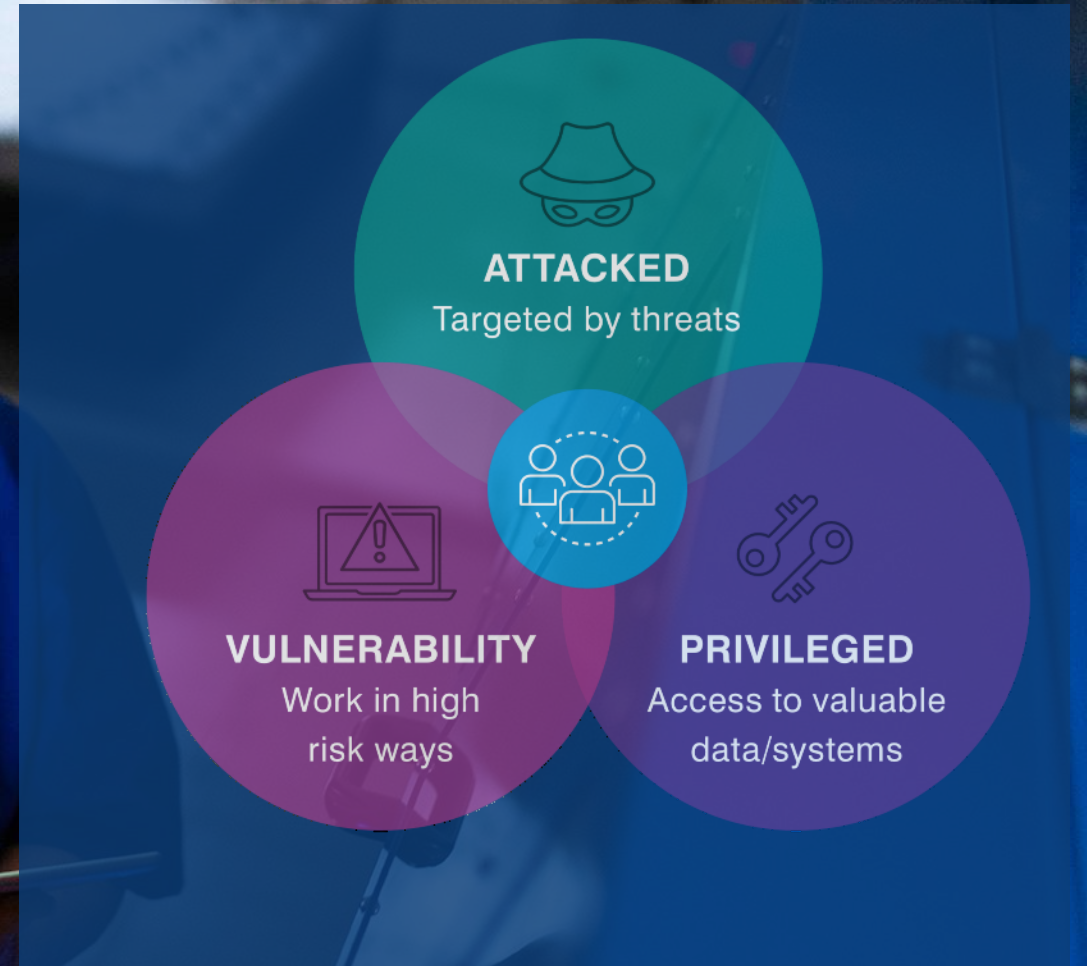 ATTACKED
Targeted by threats
VULNERABILITY
Work in high
risk ways
PRIVILEGED
Access to valuable
data/systems